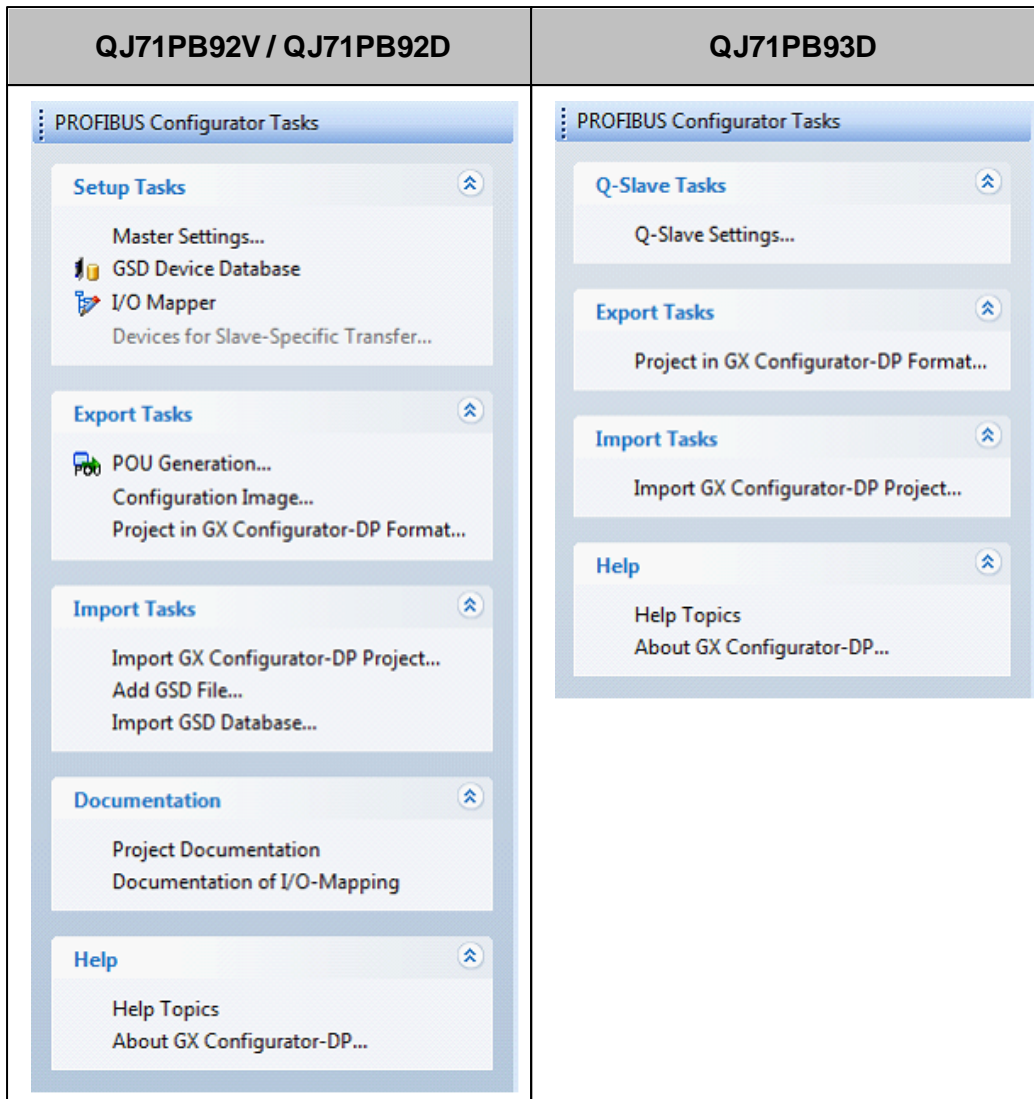 QJ71PB92V / QJ71PB92D
PROFIBUS Configurator Tasks
Setup Tasks
Master Settings...
GSD Device Database
I/O Mapper
Devices for Slave-Specific Transfer...
Export Tasks
POU Generation...
Configuration Image...
Project in GX Configurator-DP Format...
Import Tasks
Import GX Configurator-DP Project...
Add GSD File...
Import GSD Database...
Documentation
Project Documentation
Documentation of I/O-Mapping
Help
Help Topics
About GX Configurator-DP...
QJ71PB93D
PROFIBUS Configurator Tasks
Q-Slave Tasks
Q-Slave Settings...
Export Tasks
Project in GX Configurator-DP Format...
Import Tasks
Import GX Configurator-DP Project...
Help
Help Topics
About GX Configurator-DP...